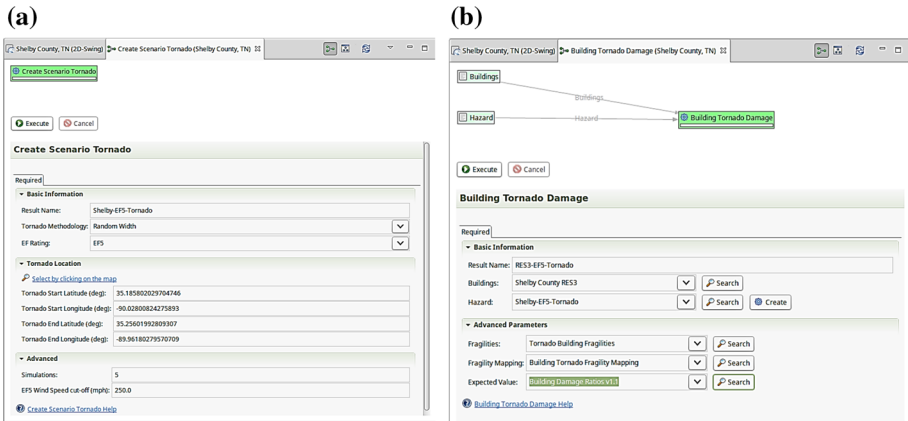 (a)
Shelby County, TN (2D-Swing) Create Scenario Tornado (Shelby County, TN)
Create Scenario Tornado
Execute Cancel
Create Scenario Tornado
Required
Basic Information
Result Name: Shelby-EF5-Tornado
Tornado Methodology: Random Width
EF Rating: EF5
Tornado Location
Select by clicking on the map
Tornado Start Latitude (deg): 35.185802029704746
Tornado Start Longitude (deg): -90.02800824275893
Tornado End Latitude (deg): 35.25601992809307
Tornado End Longitude (deg): -89.96180279570709
Advanced
Simulations: 5
EF5 Wind Speed cut-off (mph): 250.0
Create Scenario Tornado Help
(b)
Shelby County, TN (2D-Swing) Building Tornado Damage (Shelby County, TN)
Buildings
Buildings
Hazard Hazard Building Tornado Damage
Execute Cancel
Building Tornado Damage
Required
Basic Information
Result Name: RES3-EF5-Tornado
Buildings: Shelby County RES3 Search
Hazard: Shelby-EF5-Tornado Search Create
Advanced Parameters
Fragilities: Tornado Building Fragilities Search
Fragility Mapping: Building Tornado Fragility Mapping Search
Expected Value: Building Damage Ratios v1.1 Search
Building Tornado Damage Help